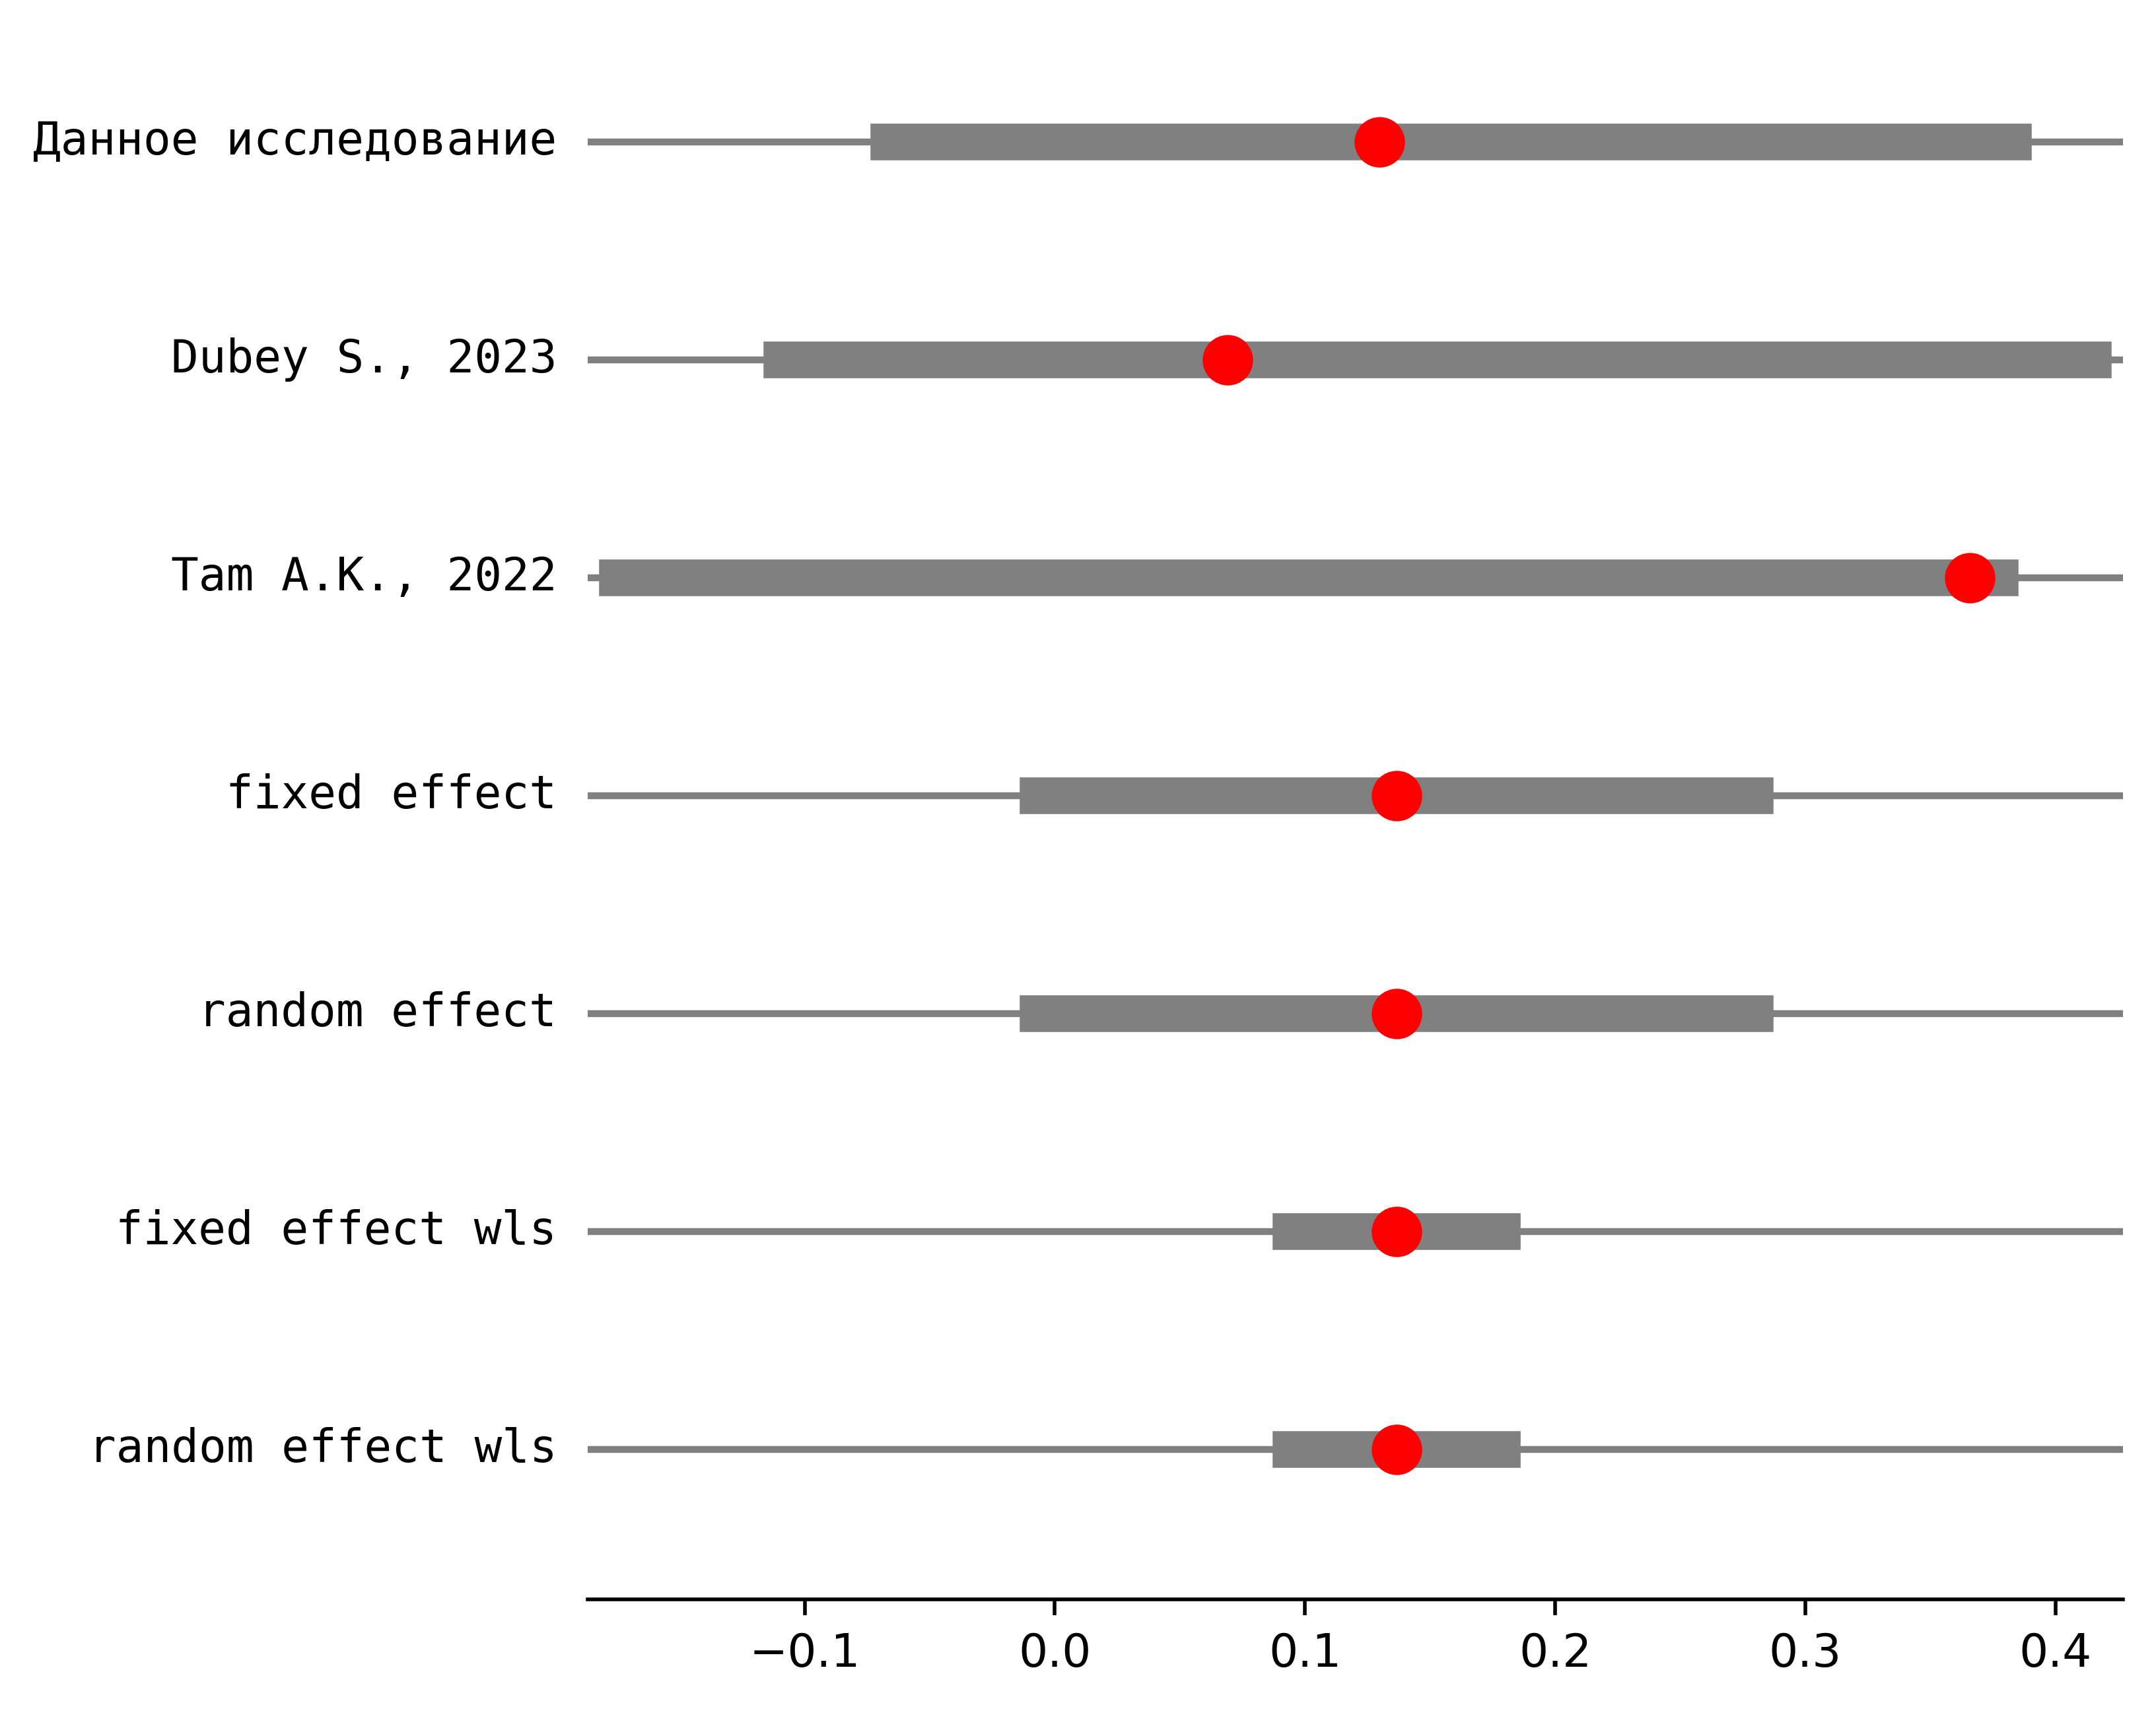 Данное исследование
Dubey S., 2023
Tam A.K., 2022
fixed effect
random effect
fixed effect wls
random effect wls
−0.1 0.0 0.1 0.2 0.3 0.4